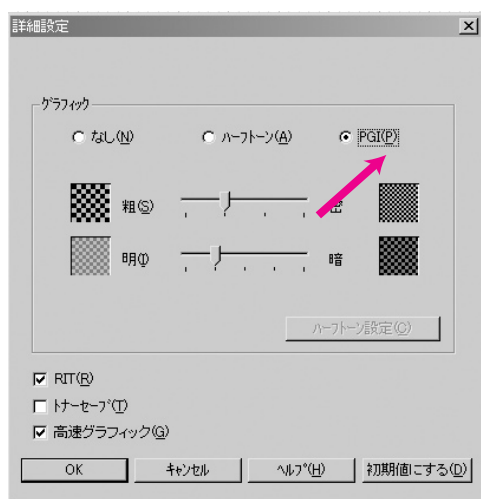 詳細設定
グラフィック
なし(N) ハーフトーン(A) PGI(P)
粗(S) 密
明(I) 暗
ハーフトーン設定(C)
RIT(R)
トナーセーブ(T)
高速グラフィック(G)
OK キャンセル ヘルプ(H) 初期値にする(D)